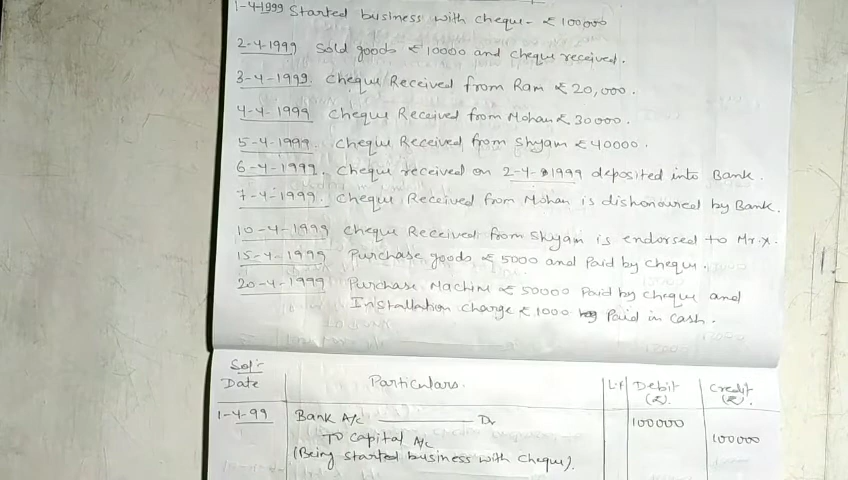 1-4-1999 Started business with cheque - ₹100000
2-4-1999 Sold goods ₹10000 and cheque received.
3-4-1999. Cheque Received from Ram ₹20,000.
4-4-1999 Cheque Received from Mohan ₹30000.
5-4-1999. Cheque Received from Shyam ₹40000.
6-4-1999. Cheque received on 2-4-1999 deposited into Bank.
7-4-1999. Cheque Received from Mohan is dishonoured by Bank.
10-4-1999 Cheque Received from Shyam is endorsed to Mr.X.
15-4-1999 Purchase goods ₹5000 and Paid by cheque.
20-4-1999 Purchase Machine ₹50000 Paid by cheque and
Installation charge ₹1000 Paid in cash.
Sol:-
Date Particulars. L.F Debit (₹). Credit (₹).
1-4-99 Bank A/c Dr 100000
To Capital A/c 100000
(Being started business with cheque).